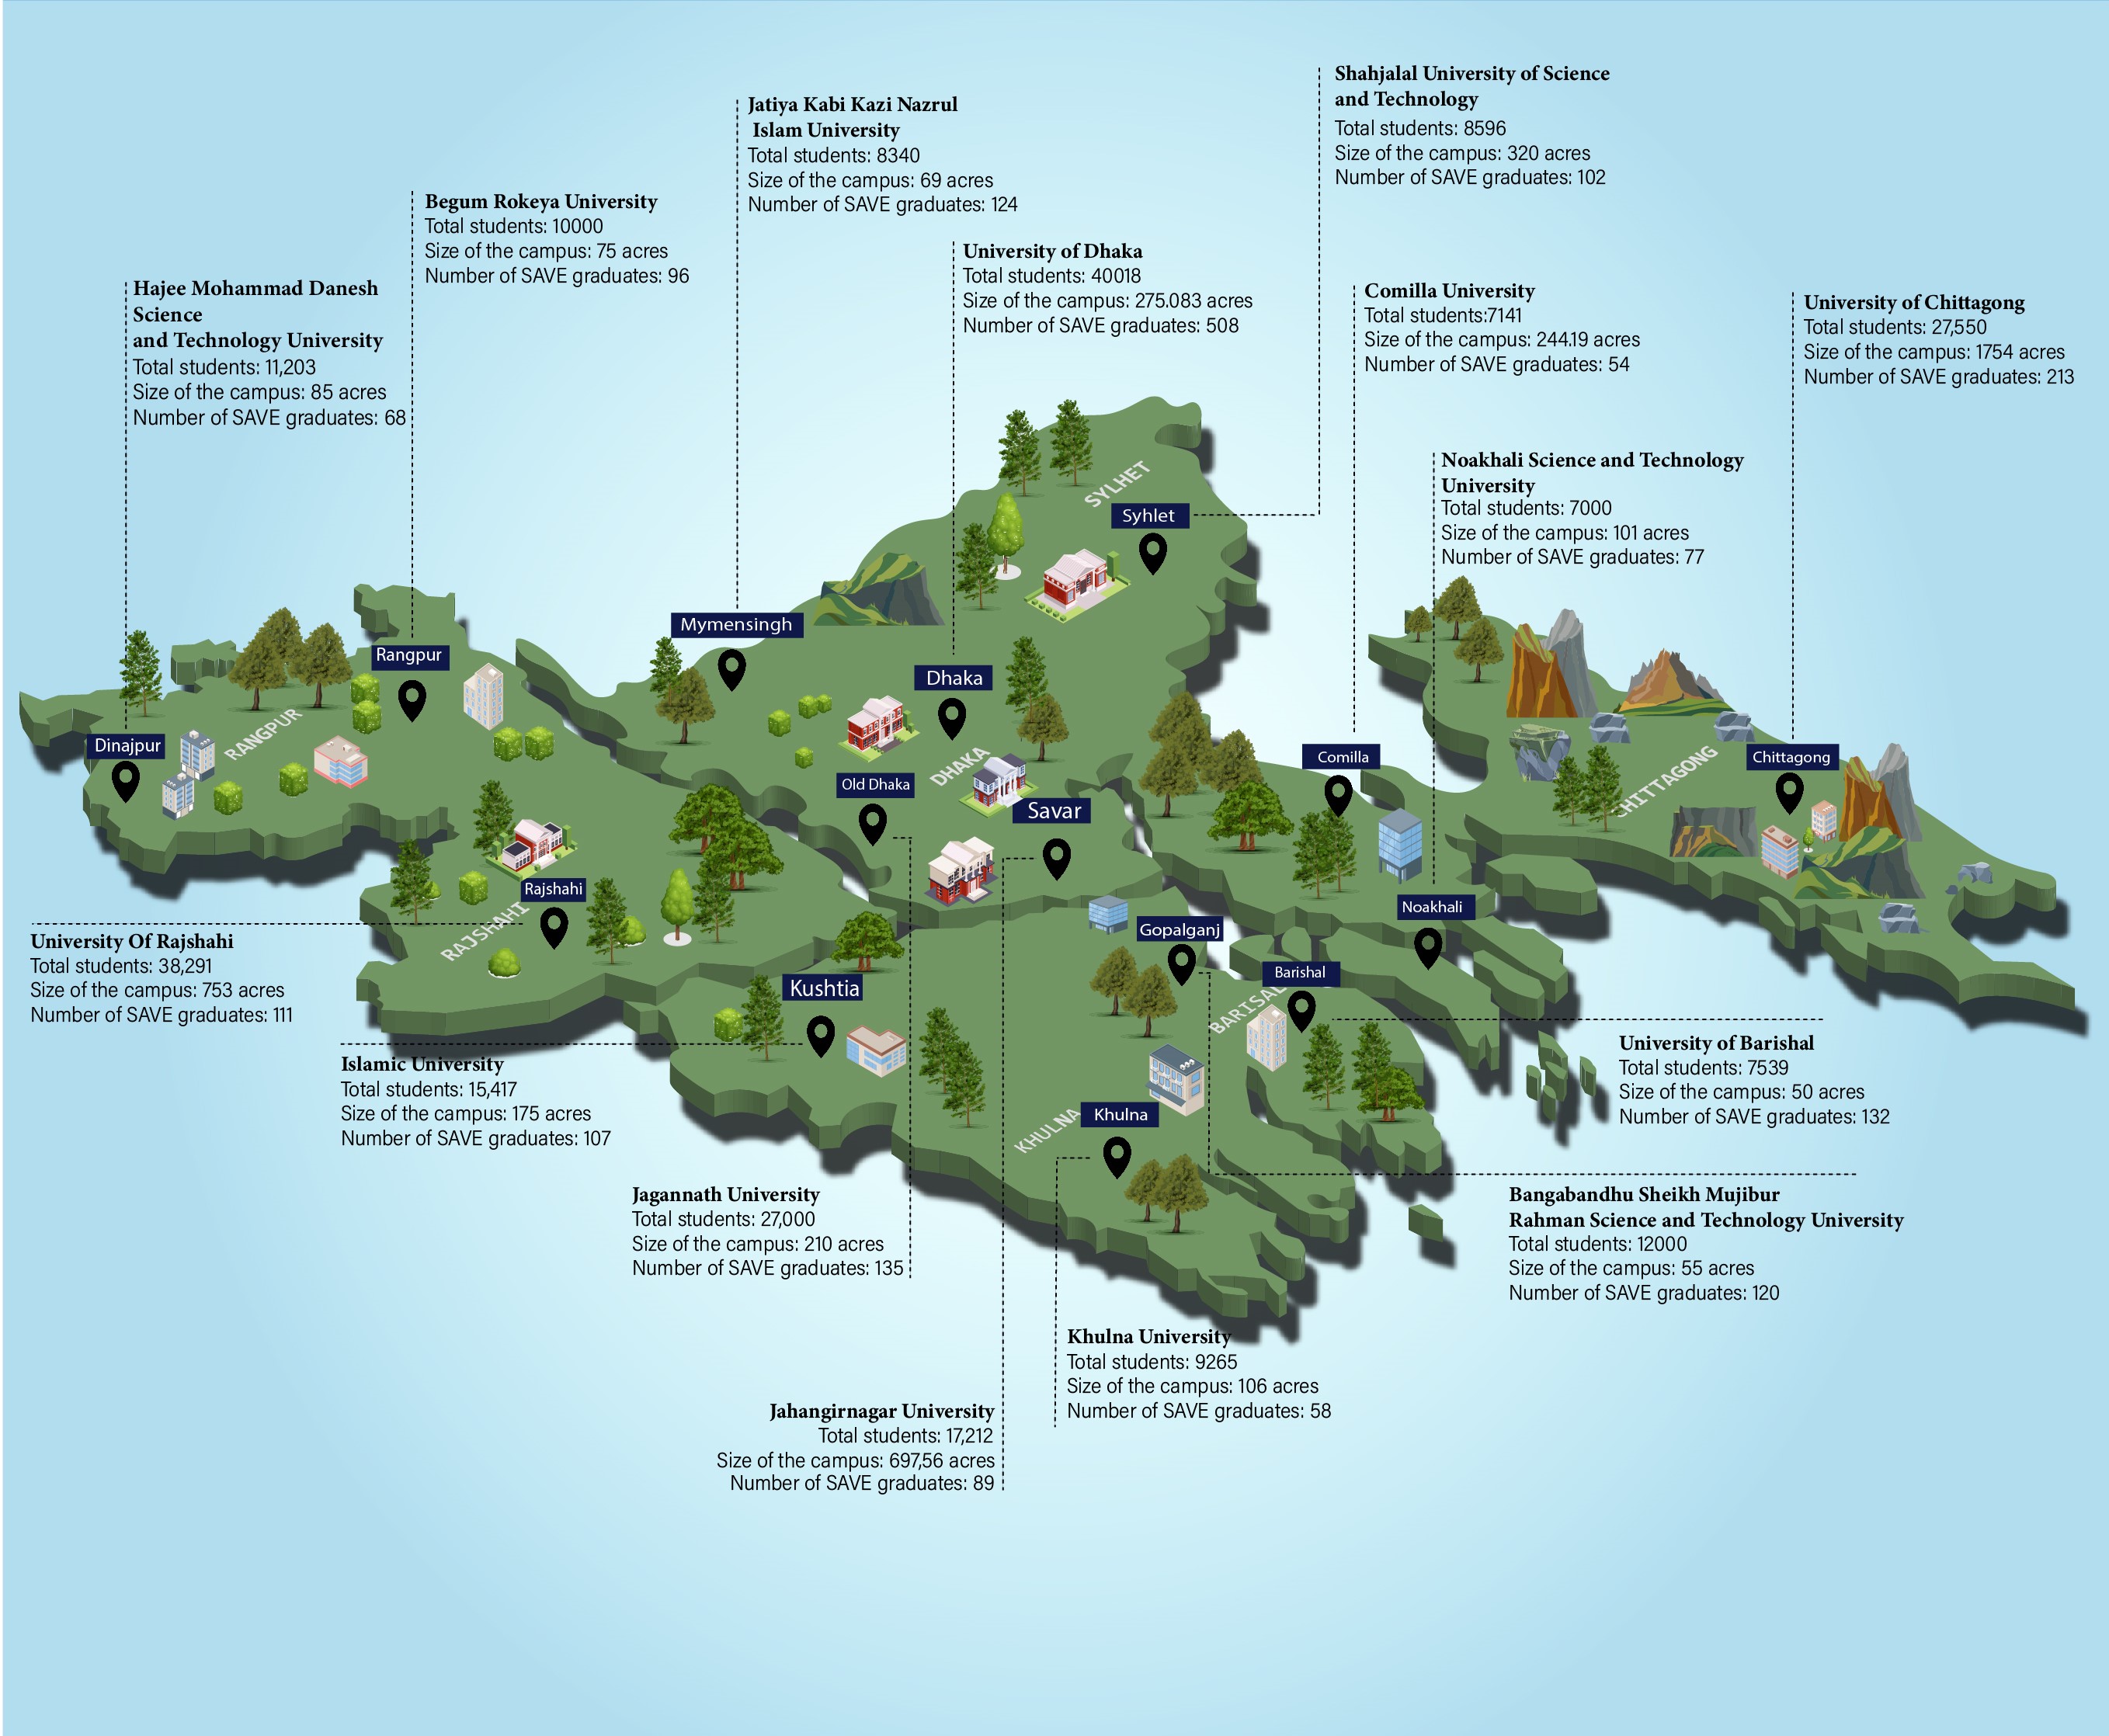 Shahjalal University of Science
and Technology
Total students: 8596
Size of the campus: 320 acres
Number of SAVE graduates: 102
Jatiya Kabi Kazi Nazrul
Islam University
Total students: 8340
Size of the campus: 69 acres
Number of SAVE graduates: 124
Begum Rokeya University
Total students: 10000
Size of the campus: 75 acres
Number of SAVE graduates: 96
University of Dhaka
Total students: 40018
Size of the campus: 275.083 acres
Number of SAVE graduates: 508
Hajee Mohammad Danesh
Science
and Technology University
Total students: 11,203
Size of the campus: 85 acres
Number of SAVE graduates: 68
Comilla University
Total students:7141
Size of the campus: 244.19 acres
Number of SAVE graduates: 54
University of Chittagong
Total students: 27,550
Size of the campus: 1754 acres
Number of SAVE graduates: 213
Noakhali Science and Technology
University
Total students: 7000
Size of the campus: 101 acres
Number of SAVE graduates: 77
SYLHET
Syhlet
Mymensingh
Rangpur
Dhaka
RANGPUR
Dinajpur
DHAKA
Old Dhaka
Savar
Comilla
Chittagong
CHITTAGONG
Rajshahi
RAJSHAHI
Noakhali
Gopalganj
Barishal
BARISAL
Kushtia
KHULNA
Khulna
University Of Rajshahi
Total students: 38,291
Size of the campus: 753 acres
Number of SAVE graduates: 111
Islamic University
Total students: 15,417
Size of the campus: 175 acres
Number of SAVE graduates: 107
University of Barishal
Total students: 7539
Size of the campus: 50 acres
Number of SAVE graduates: 132
Jagannath University
Total students: 27,000
Size of the campus: 210 acres
Number of SAVE graduates: 135
Bangabandhu Sheikh Mujibur
Rahman Science and Technology University
Total students: 12000
Size of the campus: 55 acres
Number of SAVE graduates: 120
Khulna University
Total students: 9265
Size of the campus: 106 acres
Number of SAVE graduates: 58
Jahangirnagar University
Total students: 17,212
Size of the campus: 697,56 acres
Number of SAVE graduates: 89